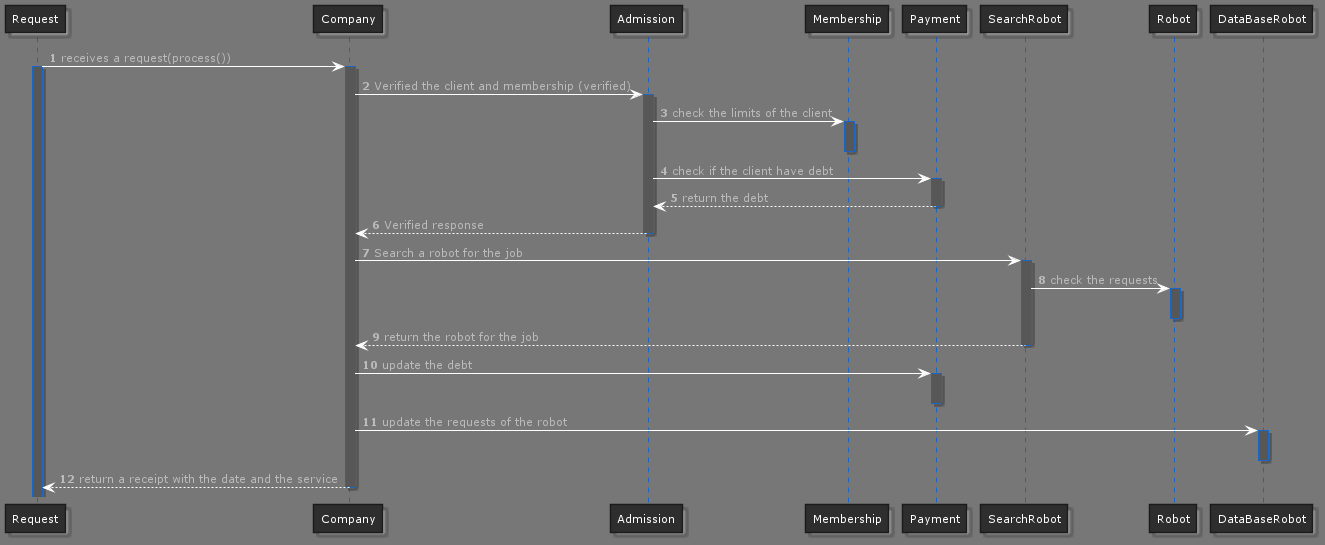 Request Company Admission Membership Payment SearchRobot Robot DataBaseRobot
1 receives a request(process())
2 Verified the client and membership (verified)
3 check the limits of the client
4 check if the client have debt
5 return the debt
6 Verified response
7 Search a robot for the job
8 check the requests
9 return the robot for the job
10 update the debt
11 update the requests of the robot
12 return a receipt with the date and the service
Request Company Admission Membership Payment SearchRobot Robot DataBaseRobot